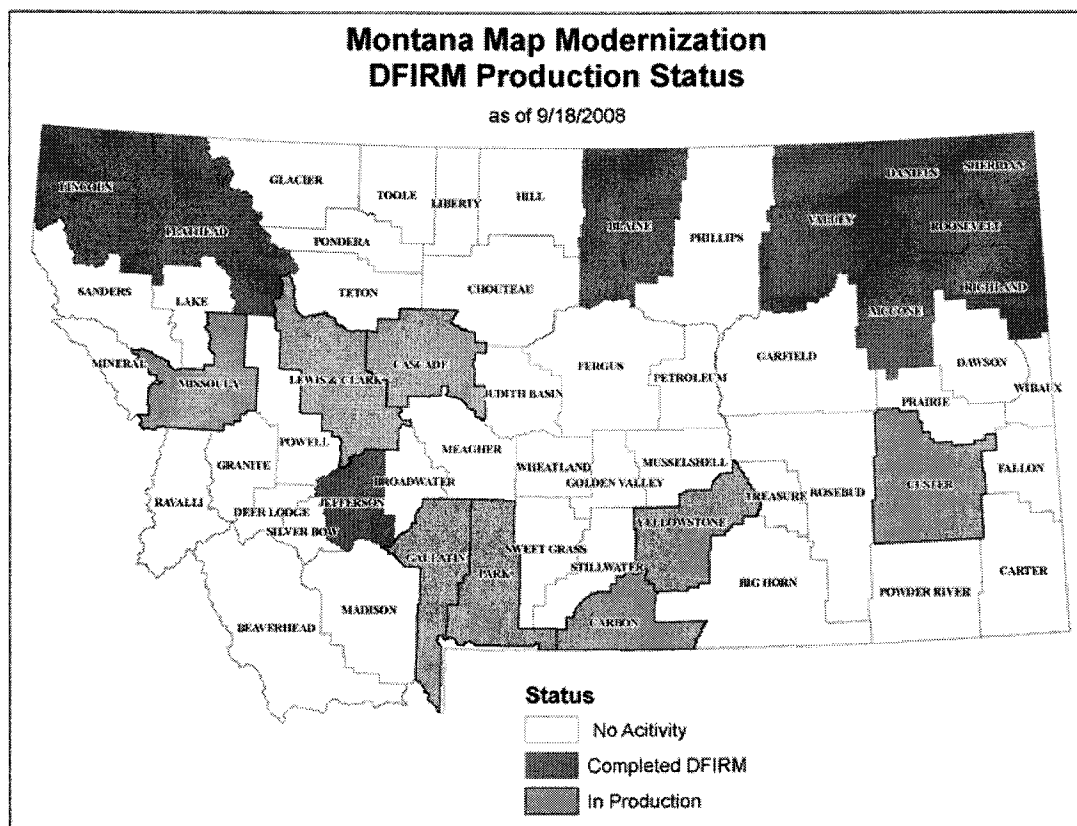 Montana Map Modernization
DFIRM Production Status
as of 9/18/2008
LINCOLN
FLATHEAD
GLACIER
TOOLE
LIBERTY
HILL
BLAINE
PHILLIPS
VALLEY
DANIELS
SHERIDAN
ROOSEVELT
RICHLAND
PONDERA
TETON
CHOUTEAU
SANDERS
LAKE
MINERAL
MISSOULA
LEWIS & CLARK
CASCADE
JUDITH BASIN
FERGUS
PETROLEUM
GARFIELD
MCCONE
DAWSON
WIBAUX
PRAIRIE
POWELL
GRANITE
RAVALLI
DEER LODGE
SILVER BOW
JEFFERSON
BROADWATER
MEAGHER
WHEATLAND
GOLDEN VALLEY
MUSSELSHELL
TREASURE
ROSEBUD
CUSTER
FALLON
GALLATIN
PARK
SWEET GRASS
STILLWATER
YELLOWSTONE
BIG HORN
CARBON
POWDER RIVER
CARTER
MADISON
BEAVERHEAD
Status
No Acitivity
Completed DFIRM
In Production